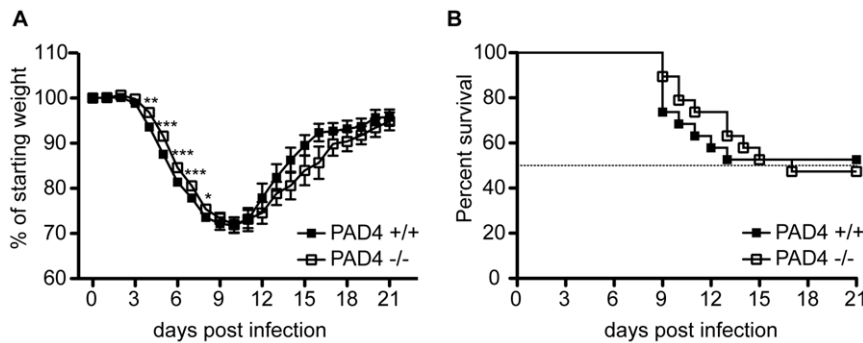 A
% of starting weight
110
100
90
80
70
60
**
***
***
***
*
PAD4 +/+
PAD4 -/-
0 3 6 9 12 15 18 21
days post infection
B
Percent survival
100
80
60
40
20
0
PAD4 +/+
PAD4 -/-
0 3 6 9 12 15 18 21
days post infection